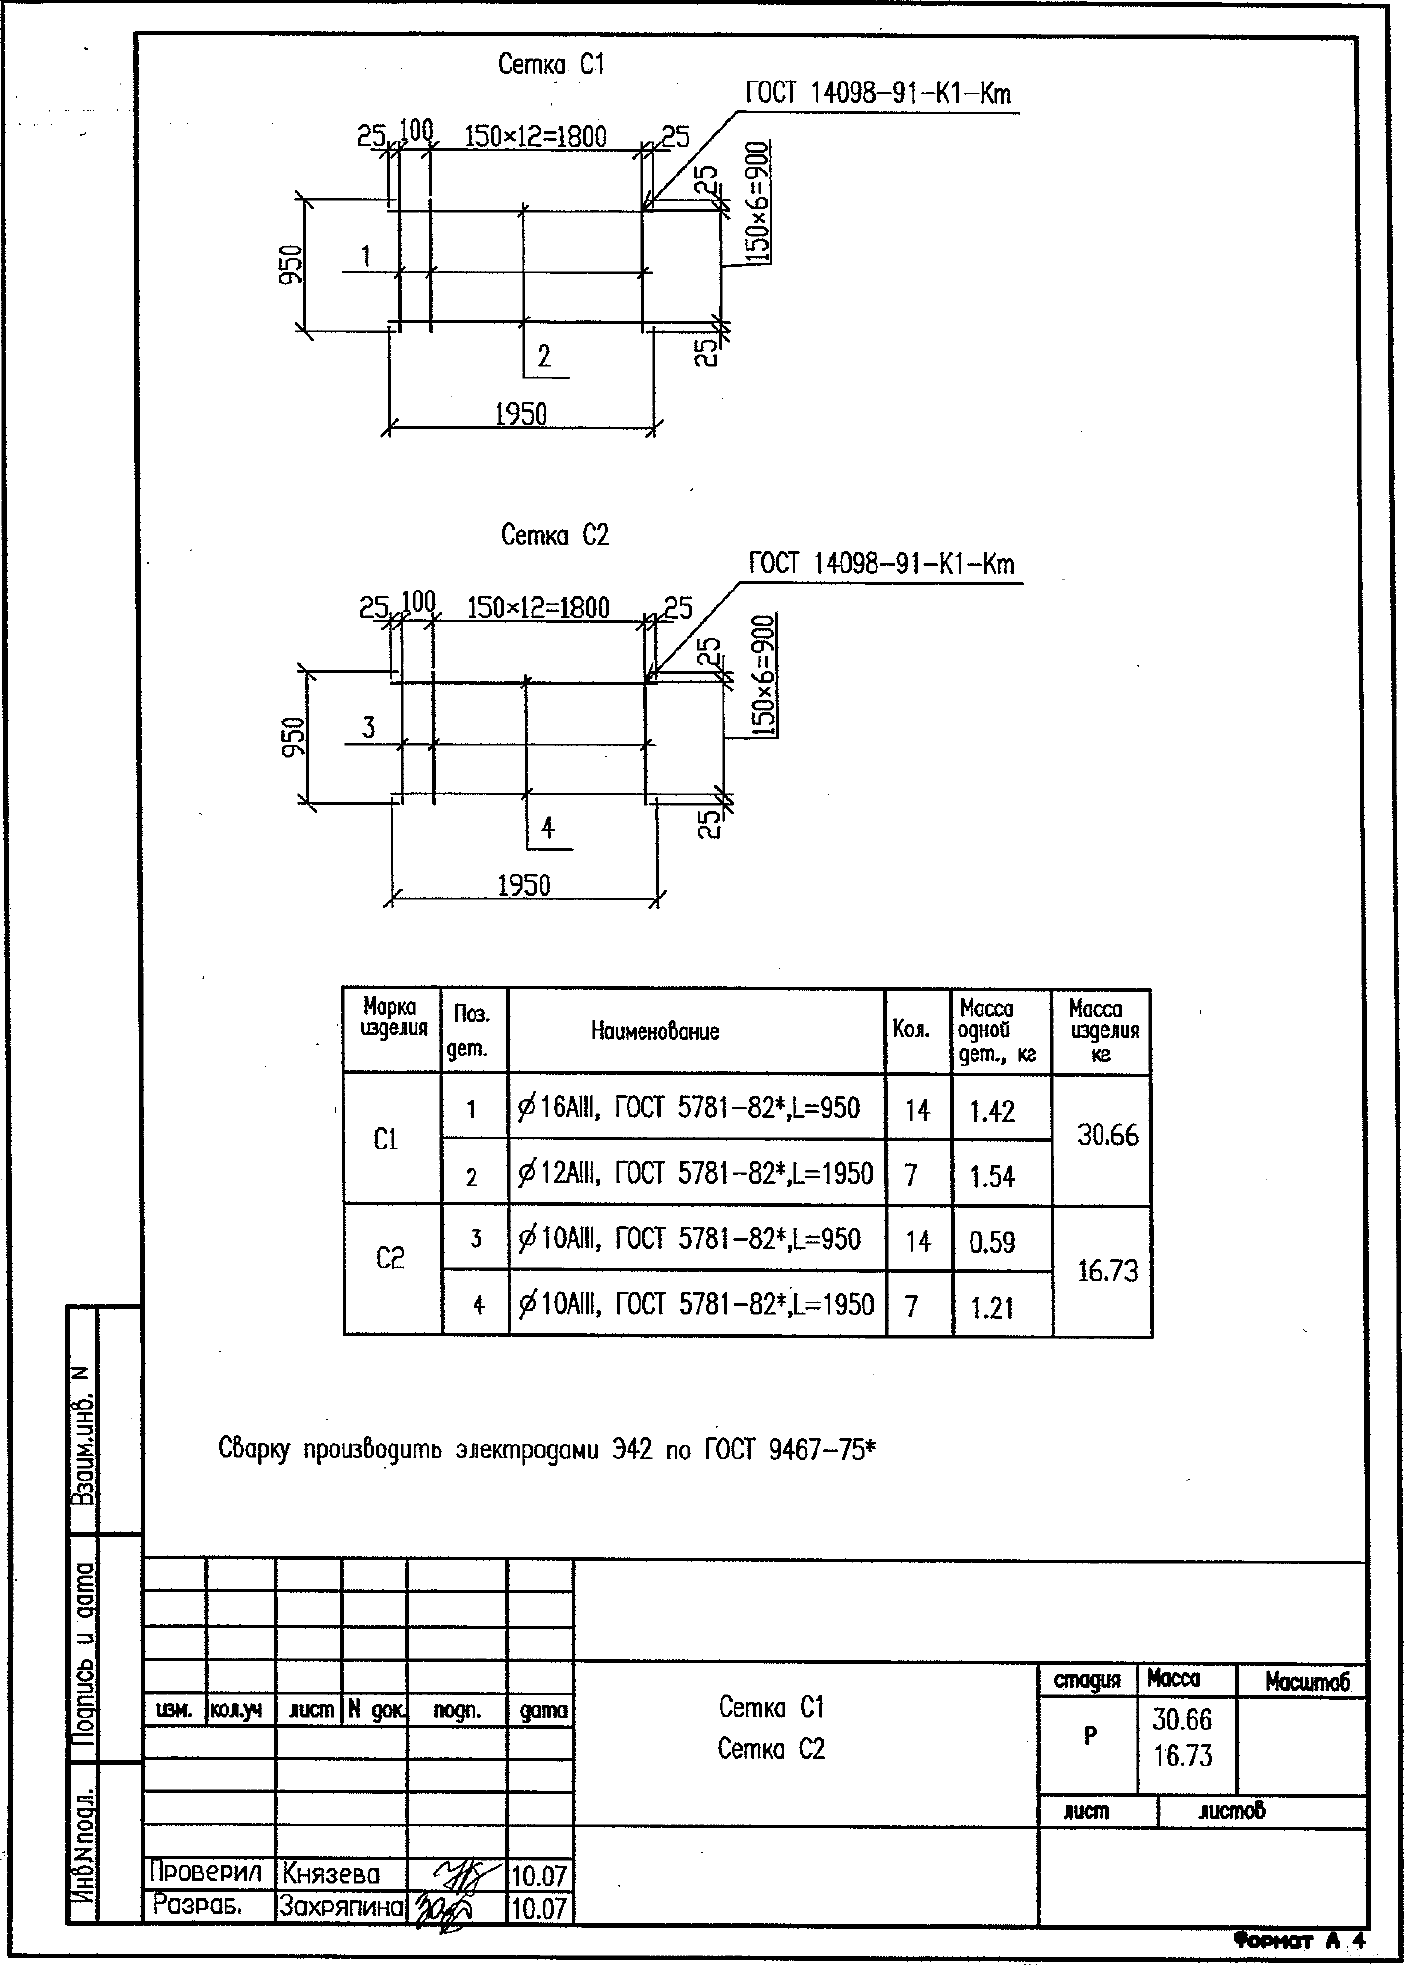 Сетка С1
ГОСТ 14098-91-К1-Кт
25 100 150×12=1800 25
25
150×6=900
950
1
25
2
1950
Сетка С2
ГОСТ 14098-91-К1-Кт
25 100 150×12=1800 25
25
150×6=900
950
3
25
4
1950
Марка изделия Поз. дет. Наименование Кол. Масса одной дет., кг Масса изделия кг
С1 1 ⌀16АIII, ГОСТ 5781-82*,L=950 14 1.42 30.66
2 ⌀12АIII, ГОСТ 5781-82*,L=1950 7 1.54
С2 3 ⌀10АIII, ГОСТ 5781-82*,L=950 14 0.59 16.73
4 ⌀10АIII, ГОСТ 5781-82*,L=1950 7 1.21
Сварку производить электродами Э42 по ГОСТ 9467-75*
Взаим.инв. N
Подпись и дата
Инв.Nподл.
изм. кол.уч лист N док. подп. дата
Сетка С1
Сетка С2
стадия Масса Масштаб
Р 30.66
16.73
лист листов
Проверил Князева 10.07
Разраб. Захряпина 10.07
Формат А 4